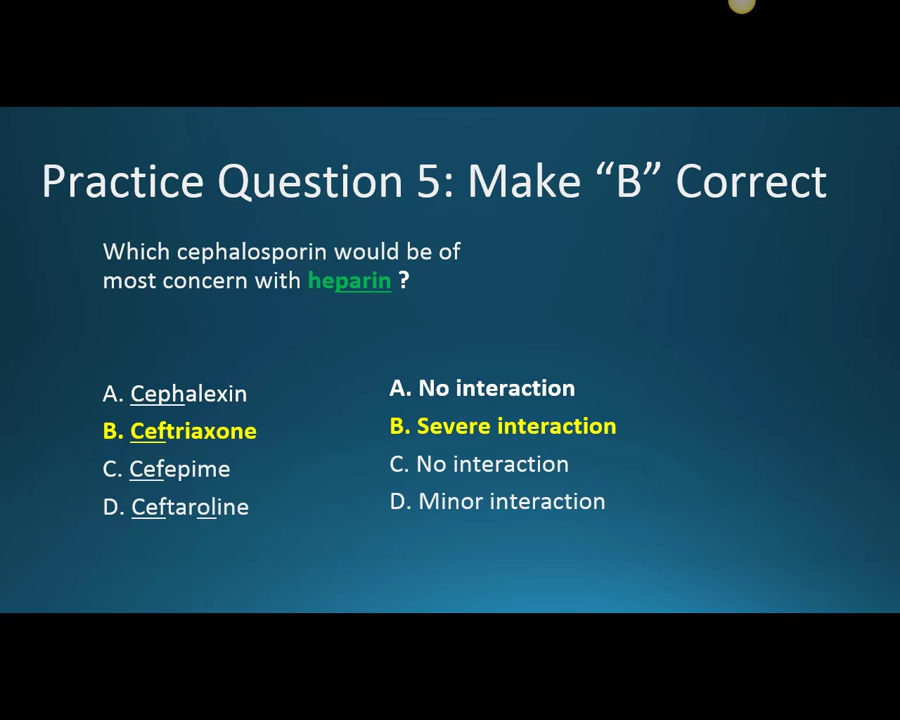 Practice Question 5: Make “B” Correct
Which cephalosporin would be of
most concern with heparin ?
A. Cephalexin
B. Ceftriaxone
C. Cefepime
D. Ceftaroline
A. No interaction
B. Severe interaction
C. No interaction
D. Minor interaction